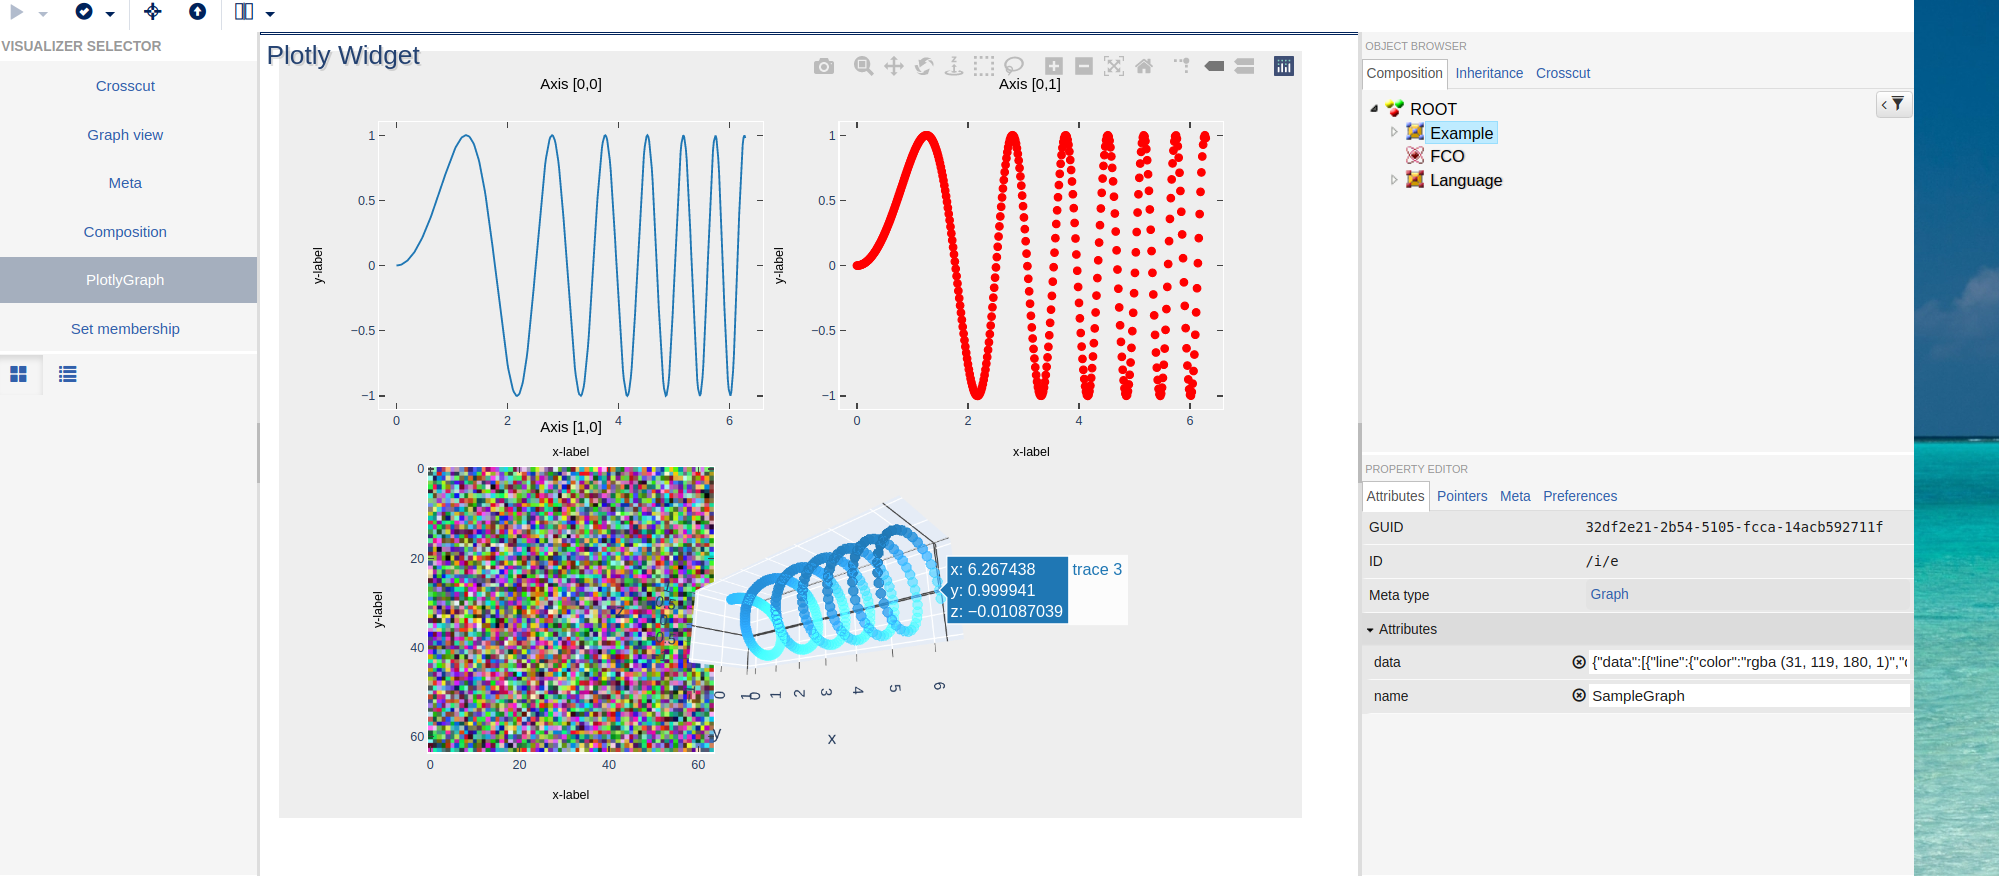 VISUALIZER SELECTOR
Crosscut
Graph view
Meta
Composition
PlotlyGraph
Set membership
Plotly Widget
Axis [0,0]
1
0.5
0
−0.5
−1
y-label
0
2
4
6
x-label
Axis [0,1]
1
0.5
0
−0.5
−1
y-label
0
2
4
6
x-label
Axis [1,0]
0
20
40
60
y-label
0
20
40
60
x-label
0
1
0
1
2
3
4
5
6
y
x
x: 6.267438
y: 0.999941
z: −0.01087039
trace 3
OBJECT BROWSER
Composition
Inheritance
Crosscut
ROOT
Example
FCO
Language
PROPERTY EDITOR
Attributes
Pointers
Meta
Preferences
GUID
32df2e21-2b54-5105-fcca-14acb592711f
ID
/i/e
Meta type
Graph
Attributes
data
{"data":[{"line":{"color":"rgba (31, 119, 180, 1)","
name
SampleGraph